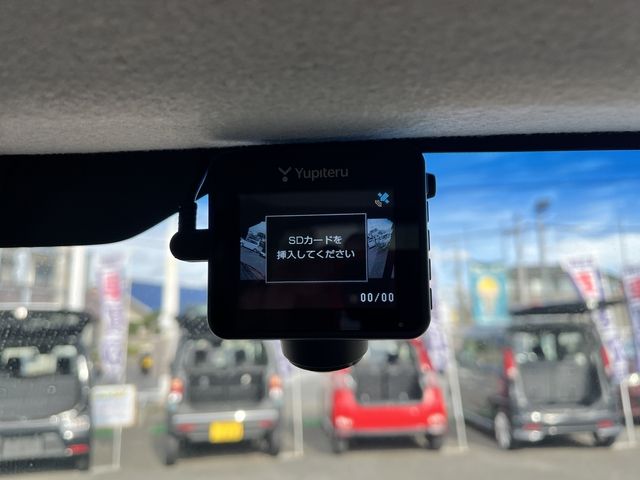 Yupiteru
SDカードを
挿入してください
00/00